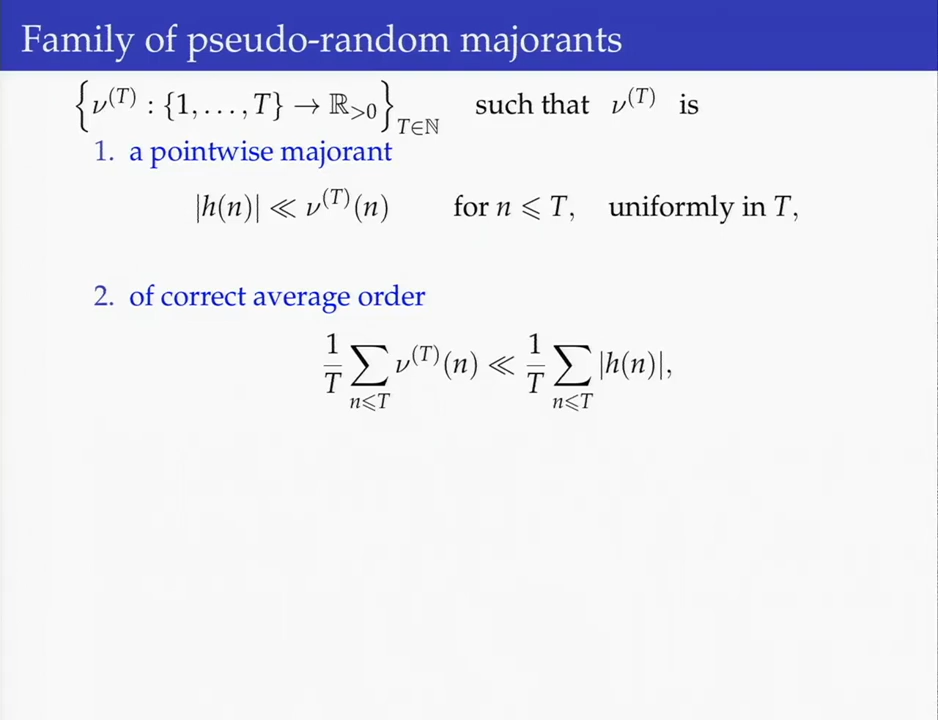 Family of pseudo-random majorants
{ν^(T) : {1, . . . , T} → ℝ_{>0}}_{T∈ℕ} such that ν^(T) is
1. a pointwise majorant
|h(n)| ≪ ν^(T)(n) for n ⩽ T, uniformly in T,
2. of correct average order
1/T ∑_{n⩽T} ν^(T)(n) ≪ 1/T ∑_{n⩽T} |h(n)|,